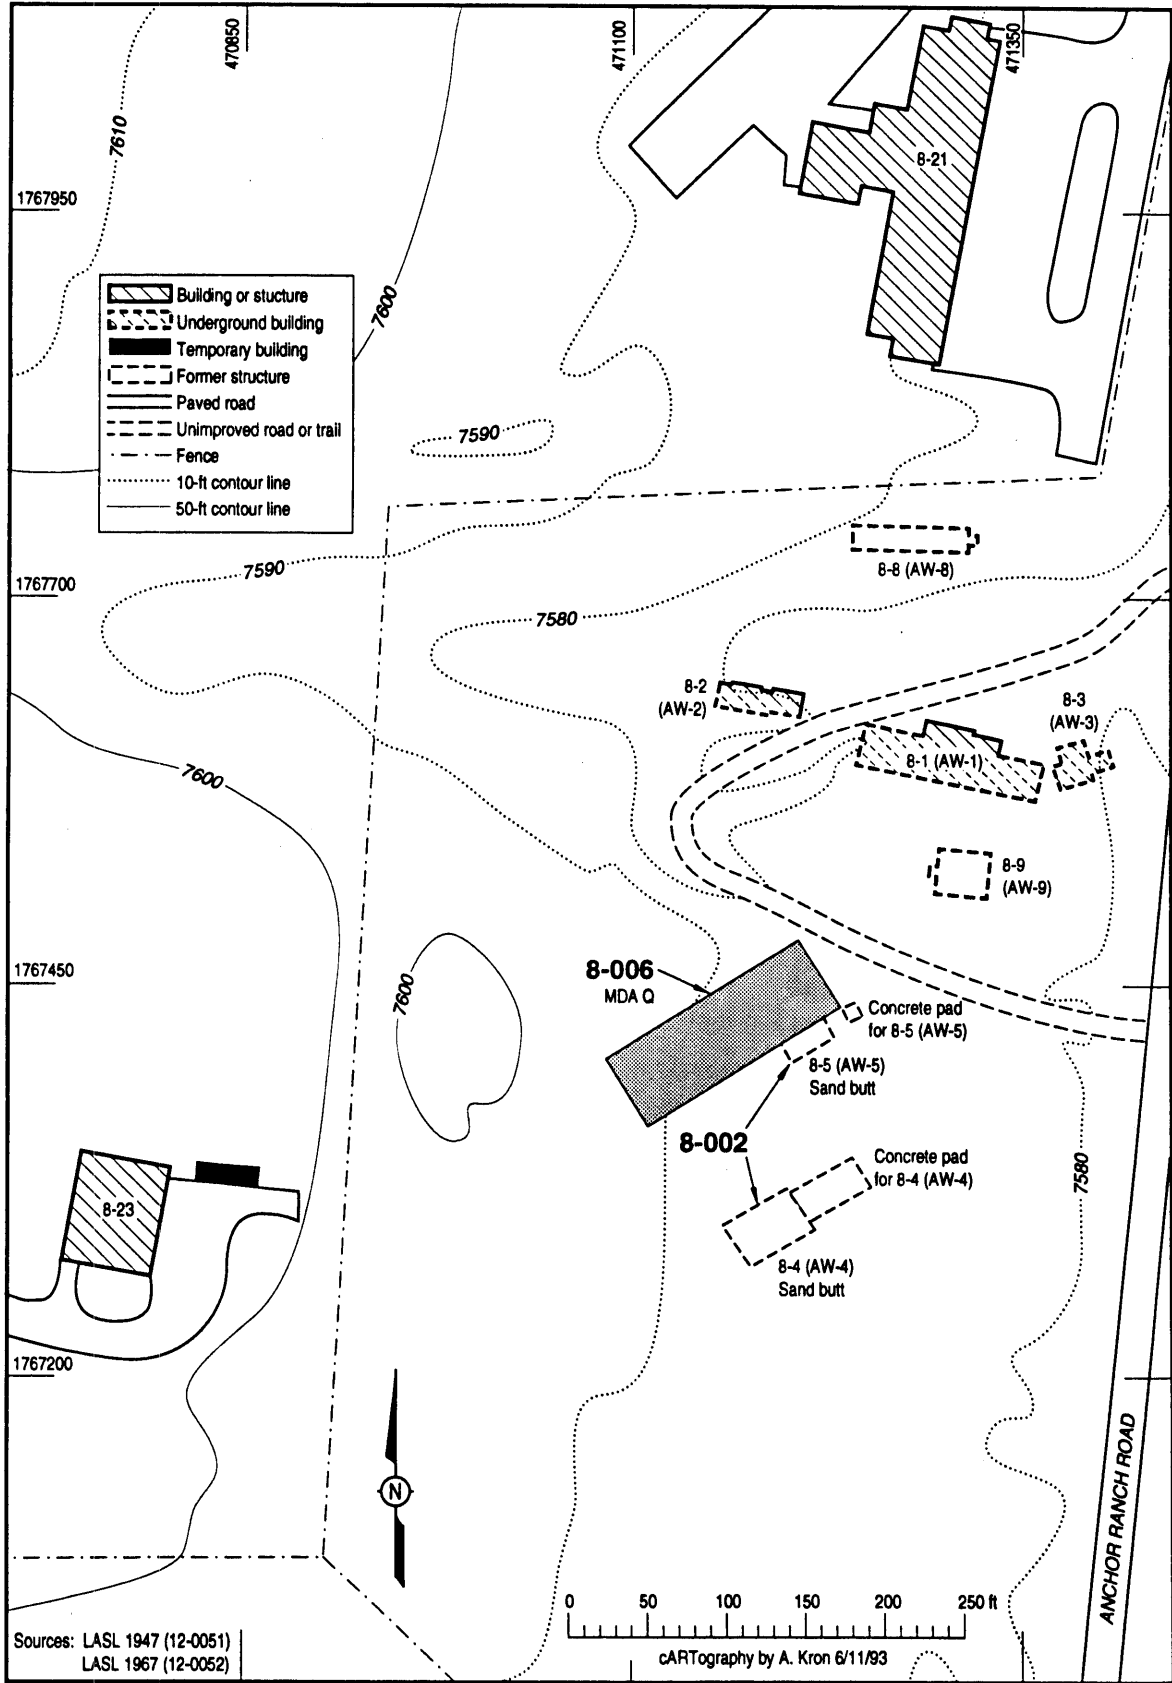 470850
471100
471350
7610
8-21
1767950
7600
Building or stucture
Underground building
Temporary building
Former structure
Paved road
Unimproved road or trail
Fence
10-ft contour line
50-ft contour line
7590
8-8 (AW-8)
7590
1767700
7580
8-2
(AW-2)
8-3
(AW-3)
8-1 (AW-1)
7600
8-9
(AW-9)
1767450
8-006
MDA Q
7600
Concrete pad
for 8-5 (AW-5)
8-5 (AW-5)
Sand butt
8-002
Concrete pad
for 8-4 (AW-4)
7580
8-23
8-4 (AW-4)
Sand butt
1767200
N
ANCHOR RANCH ROAD
0 50 100 150 200 250 ft
Sources: LASL 1947 (12-0051)
LASL 1967 (12-0052)
cARTography by A. Kron 6/11/93